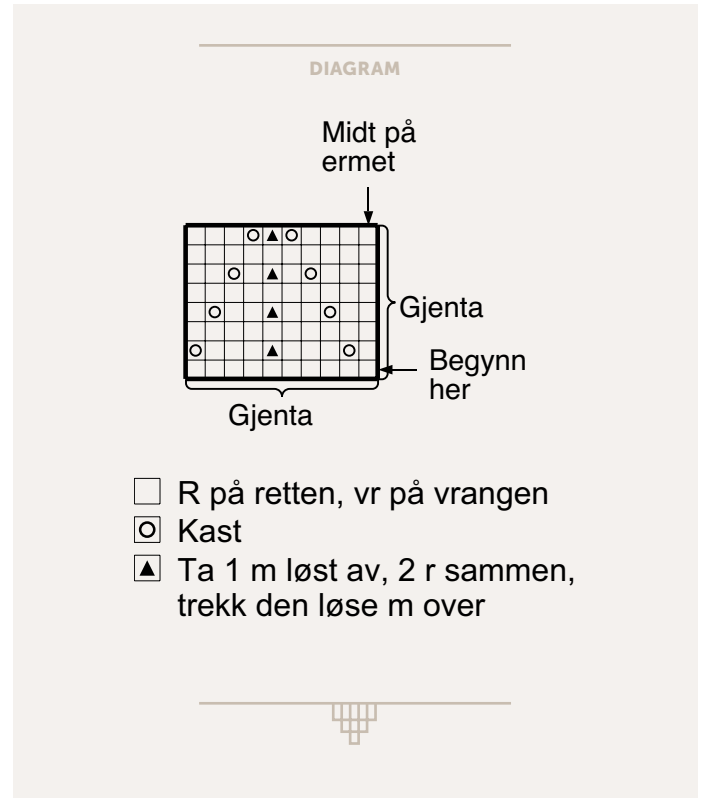 DIAGRAM
Midt på
ermet
Gjenta
Begynn
her
Gjenta
R på retten, vr på vrangen
Kast
Ta 1 m løst av, 2 r sammen,
trekk den løse m over